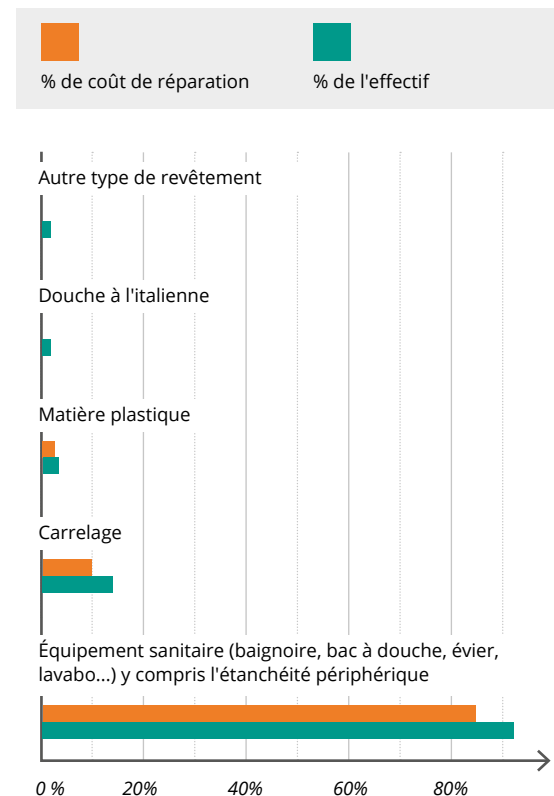 % de coût de réparation
% de l'effectif
Autre type de revêtement
Douche à l'italienne
Matière plastique
Carrelage
Équipement sanitaire (baignoire, bac à douche, évier,
lavabo...) y compris l'étanchéité périphérique
0 % 20% 40% 60% 80%